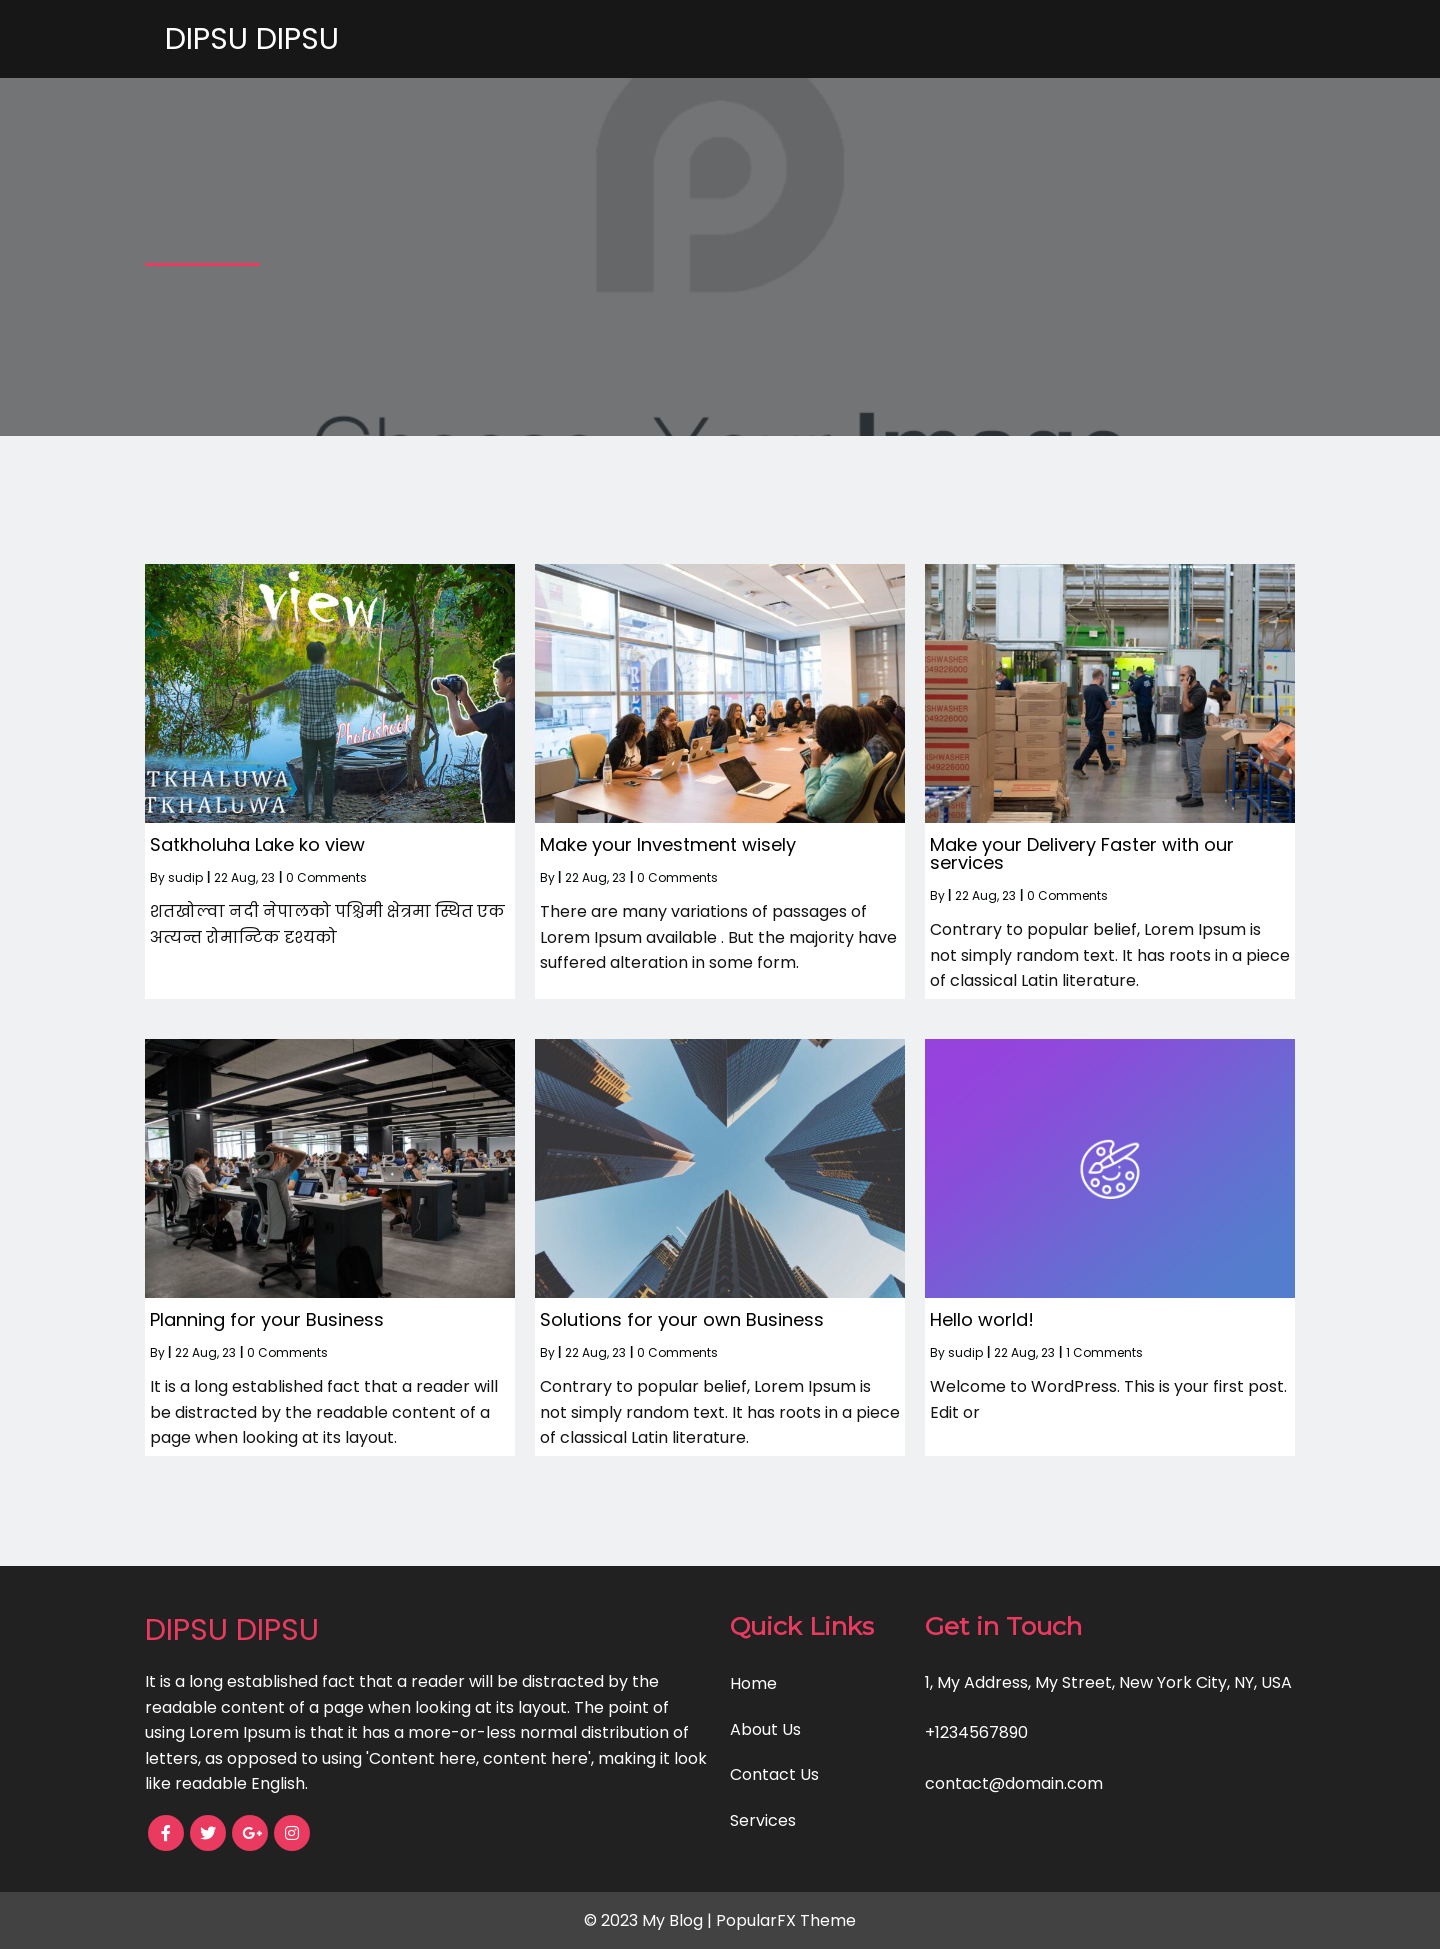 DIPSU DIPSU
Choose Your Image
view
Photoshoot
TKHALUWA
TKHALUWA
ISHWASHER
049226000
ISHWASHER
049226000
ISHWASHER
049226000
Satkholuha Lake ko view
By sudip | 22 Aug, 23 | 0 Comments
शतखोल्वा नदी नेपालको पश्चिमी क्षेत्रमा स्थित एक
अत्यन्त रोमान्टिक दृश्यको
Make your Investment wisely
By | 22 Aug, 23 | 0 Comments
There are many variations of passages of
Lorem Ipsum available . But the majority have
suffered alteration in some form.
Make your Delivery Faster with our
services
By | 22 Aug, 23 | 0 Comments
Contrary to popular belief, Lorem Ipsum is
not simply random text. It has roots in a piece
of classical Latin literature.
Planning for your Business
By | 22 Aug, 23 | 0 Comments
It is a long established fact that a reader will
be distracted by the readable content of a
page when looking at its layout.
Solutions for your own Business
By | 22 Aug, 23 | 0 Comments
Contrary to popular belief, Lorem Ipsum is
not simply random text. It has roots in a piece
of classical Latin literature.
Hello world!
By sudip | 22 Aug, 23 | 1 Comments
Welcome to WordPress. This is your first post.
Edit or
DIPSU DIPSU
It is a long established fact that a reader will be distracted by the
readable content of a page when looking at its layout. The point of
using Lorem Ipsum is that it has a more-or-less normal distribution of
letters, as opposed to using 'Content here, content here', making it look
like readable English.
Quick Links
Home
About Us
Contact Us
Services
Get in Touch
1, My Address, My Street, New York City, NY, USA
+1234567890
contact@domain.com
© 2023 My Blog | PopularFX Theme